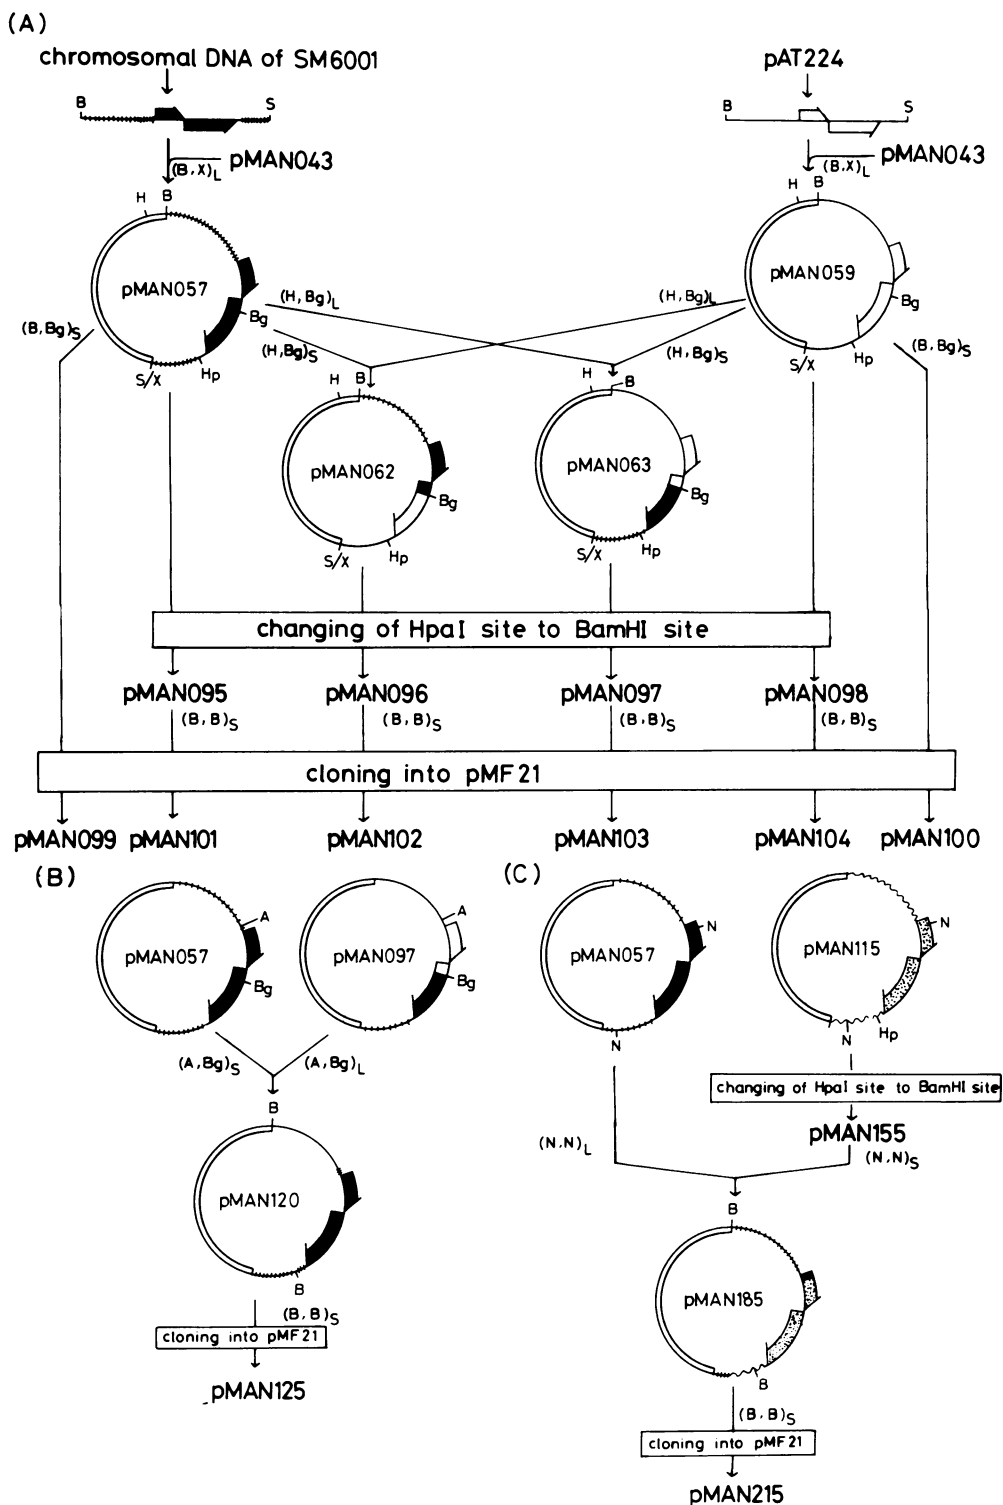 (A)
chromosomal DNA of SM6001
pAT224
B
S
B
S
pMAN043
(B,X)L
pMAN043
(B,X)L
H
B
H
B
pMAN057
pMAN059
(H,Bg)L
(H,Bg)L
Bg
Bg
(B,Bg)S
(H,Bg)S
(H,Bg)S
(B,Bg)S
S/X
Hp
S/X
Hp
H
B
H
B
pMAN062
pMAN063
Bg
Bg
S/X
Hp
S/X
Hp
changing of HpaI site to BamHI site
pMAN095
pMAN096
pMAN097
pMAN098
(B,B)S
(B,B)S
(B,B)S
(B,B)S
cloning into pMF21
pMAN099
pMAN101
pMAN102
pMAN103
pMAN104
pMAN100
(B)
A
A
pMAN057
pMAN097
Bg
Bg
(A,Bg)S
(A,Bg)L
B
pMAN120
B
(B,B)S
cloning into pMF21
pMAN125
(C)
N
N
pMAN057
pMAN115
N
N
Hp
changing of HpaI site to BamHI site
pMAN155
(N,N)L
(N,N)S
B
pMAN185
B
(B,B)S
cloning into pMF21
pMAN215